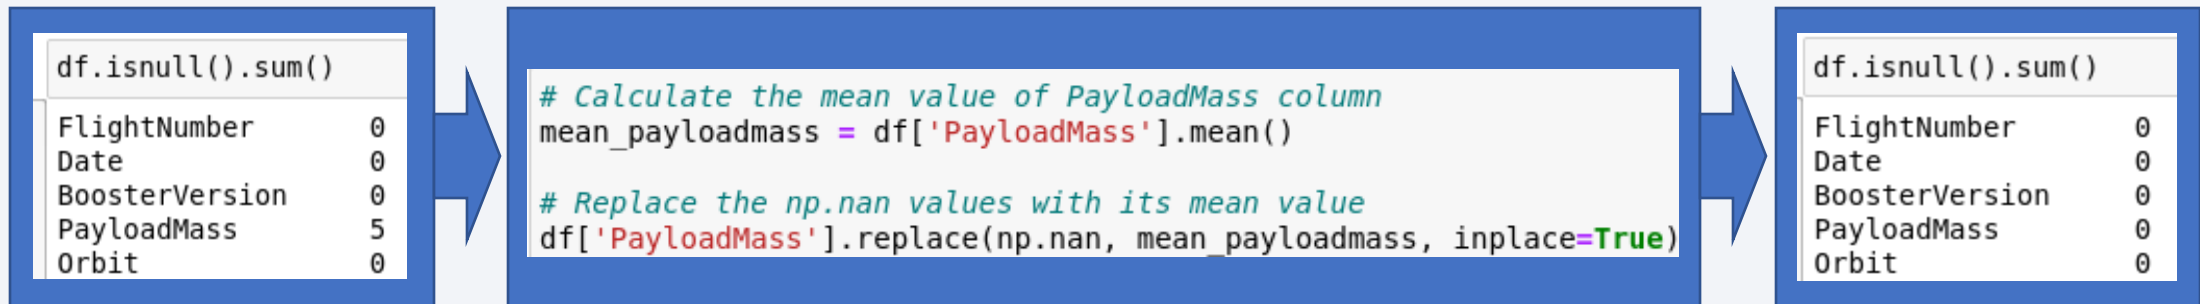 df.isnull().sum()
FlightNumber 0
Date 0
BoosterVersion 0
PayloadMass 5
Orbit 0
# Calculate the mean value of PayloadMass column
mean_payloadmass = df['PayloadMass'].mean()
# Replace the np.nan values with its mean value
df['PayloadMass'].replace(np.nan, mean_payloadmass, inplace=True)
df.isnull().sum()
FlightNumber 0
Date 0
BoosterVersion 0
PayloadMass 0
Orbit 0